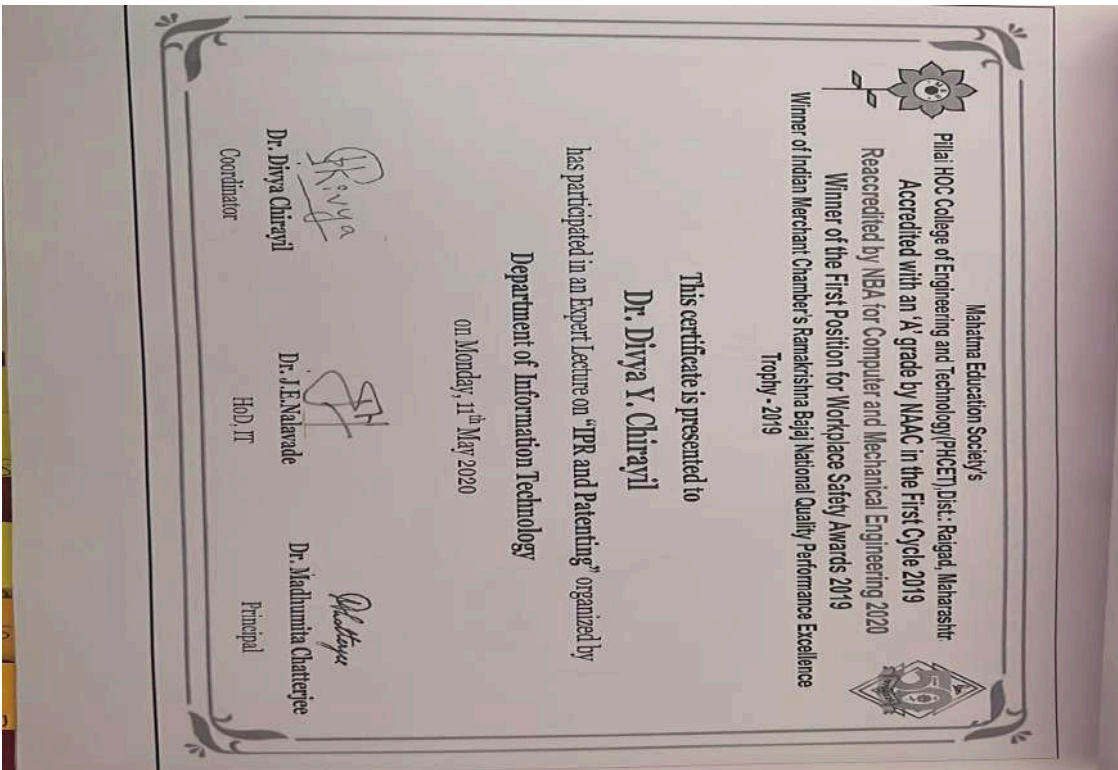 Mahatma Education Society's
Pillai HOC College of Engineering and Technology(PHCET),Dist.: Raigad, Maharashtr
Accredited with an 'A' grade by NAAC in the First Cycle 2019
Reaccredited by NBA for Computer and Mechanical Engineering 2020
Winner of the First Position for Workplace Safety Awards 2019
Winner of Indian Merchant Chamber's Ramakrishna Bajaj National Quality Performance Excellence
Trophy - 2019
This certificate is presented to
Dr. Divya Y. Chirayil
has participated in an Expert Lecture on "IPR and Patenting" organized by
Department of Information Technology
on Monday, 11th May 2020
Dr. Divya Chirayil
Coordinator
Dr. J.E.Nalavade
HoD, IT
Dr. Madhumita Chatterjee
Principal